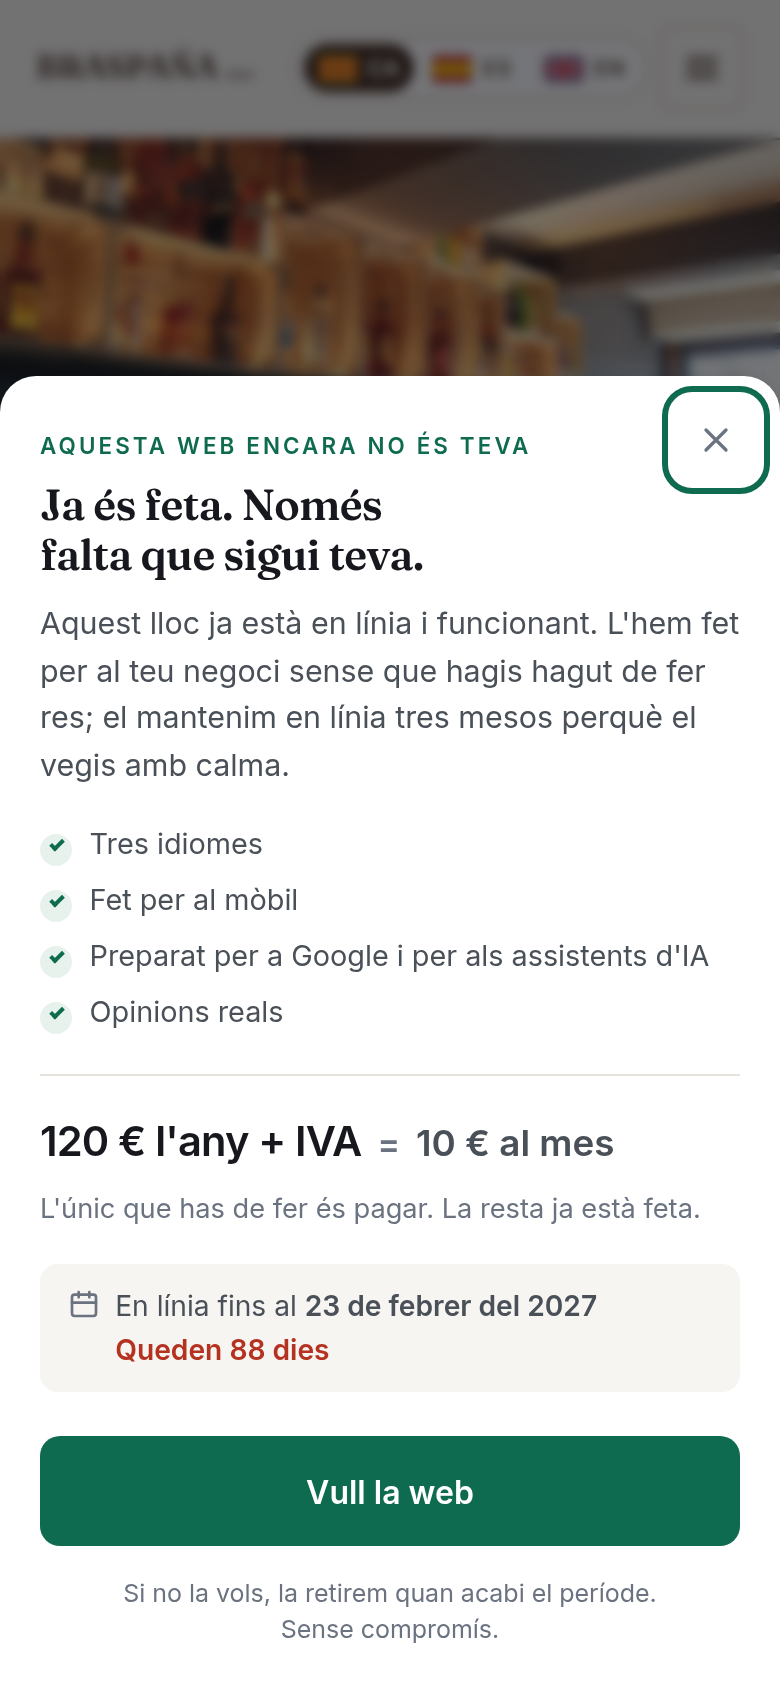 BRASPAÑA
CA ES EN
AQUESTA WEB ENCARA NO ÉS TEVA
Ja és feta. Només
falta que sigui teva.
Aquest lloc ja està en línia i funcionant. L'hem fet
per al teu negoci sense que hagis hagut de fer
res; el mantenim en línia tres mesos perquè el
vegis amb calma.
Tres idiomes
Fet per al mòbil
Preparat per a Google i per als assistents d'IA
Opinions reals
120 € l'any + IVA = 10 € al mes
L'únic que has de fer és pagar. La resta ja està feta.
En línia fins al 23 de febrer del 2027
Queden 88 dies
Vull la web
Si no la vols, la retirem quan acabi el període.
Sense compromís.